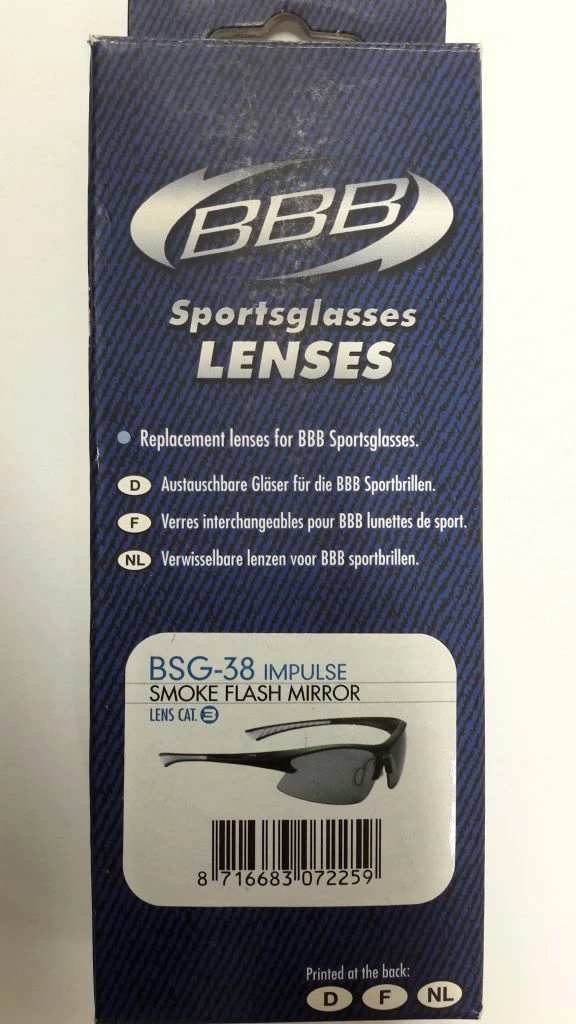 BBB
Sportsglasses
LENSES
Replacement lenses for BBB Sportsglasses.
D Austauschbare Gläser für die BBB Sportbrillen.
F Verres interchangeables pour BBB lunettes de sport.
NL Verwisselbare lenzen voor BBB sportbrillen.
BSG-38 IMPULSE
SMOKE FLASH MIRROR
LENS CAT. 3
8 716683 072259
Printed at the back:
D F NL